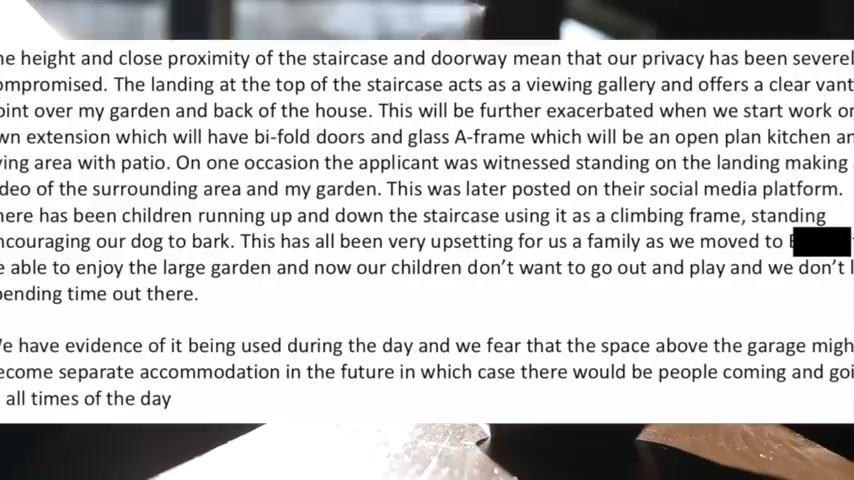 ne height and close proximity of the staircase and doorway mean that our privacy has been severel
ompromised. The landing at the top of the staircase acts as a viewing gallery and offers a clear vant
oint over my garden and back of the house. This will be further exacerbated when we start work or
wn extension which will have bi-fold doors and glass A-frame which will be an open plan kitchen an
ving area with patio. On one occasion the applicant was witnessed standing on the landing making
deo of the surrounding area and my garden. This was later posted on their social media platform.
here has been children running up and down the staircase using it as a climbing frame, standing
ncouraging our dog to bark. This has all been very upsetting for us a family as we moved to
e able to enjoy the large garden and now our children don't want to go out and play and we don't l
pending time out there.
e have evidence of it being used during the day and we fear that the space above the garage migh
ecome separate accommodation in the future in which case there would be people coming and goi
all times of the day